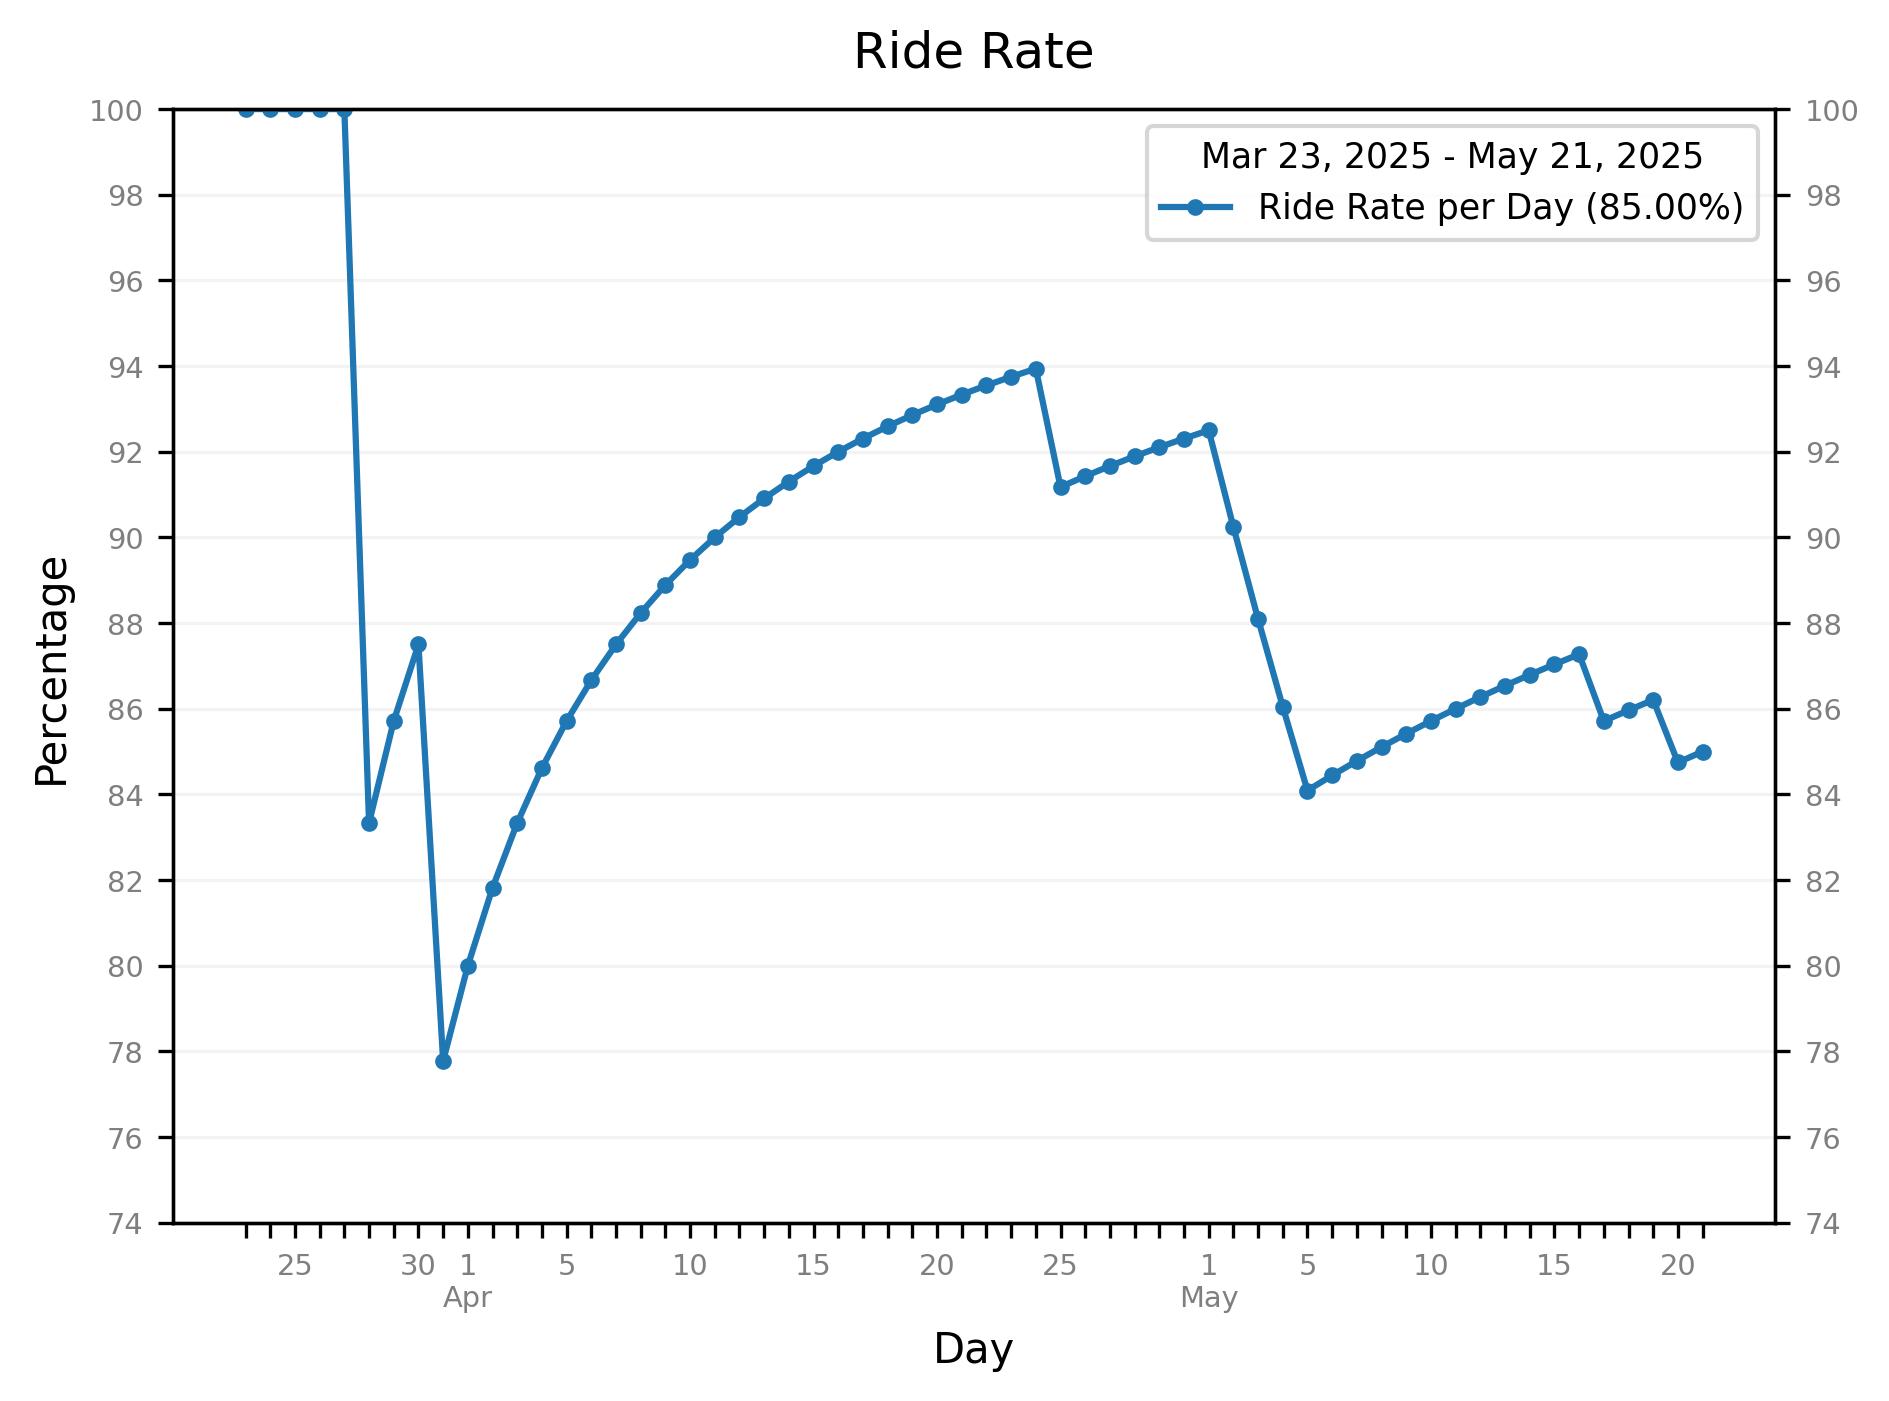 Ride Rate
Mar 23, 2025 - May 21, 2025
Ride Rate per Day (85.00%)
100 100
98 98
96 96
94 94
92 92
90 90
88 88
86 86
84 84
82 82
80 80
78 78
76 76
74 74
Percentage
25 30 1 5 10 15 20 25 1 5 10 15 20
Apr May
Day